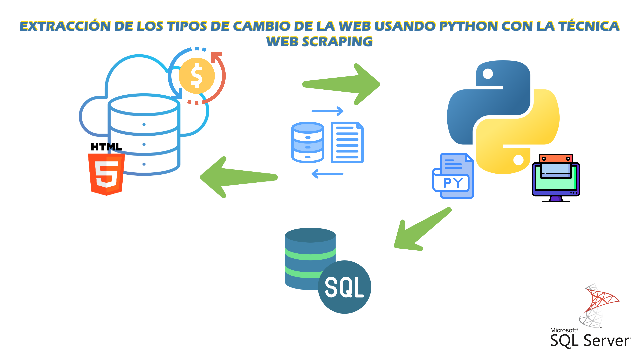 EXTRACCIÓN DE LOS TIPOS DE CAMBIO DE LA WEB USANDO PYTHON CON LA TÉCNICA
WEB SCRAPING
$
HTML
5
PY
SQL
Microsoft
SQL Server